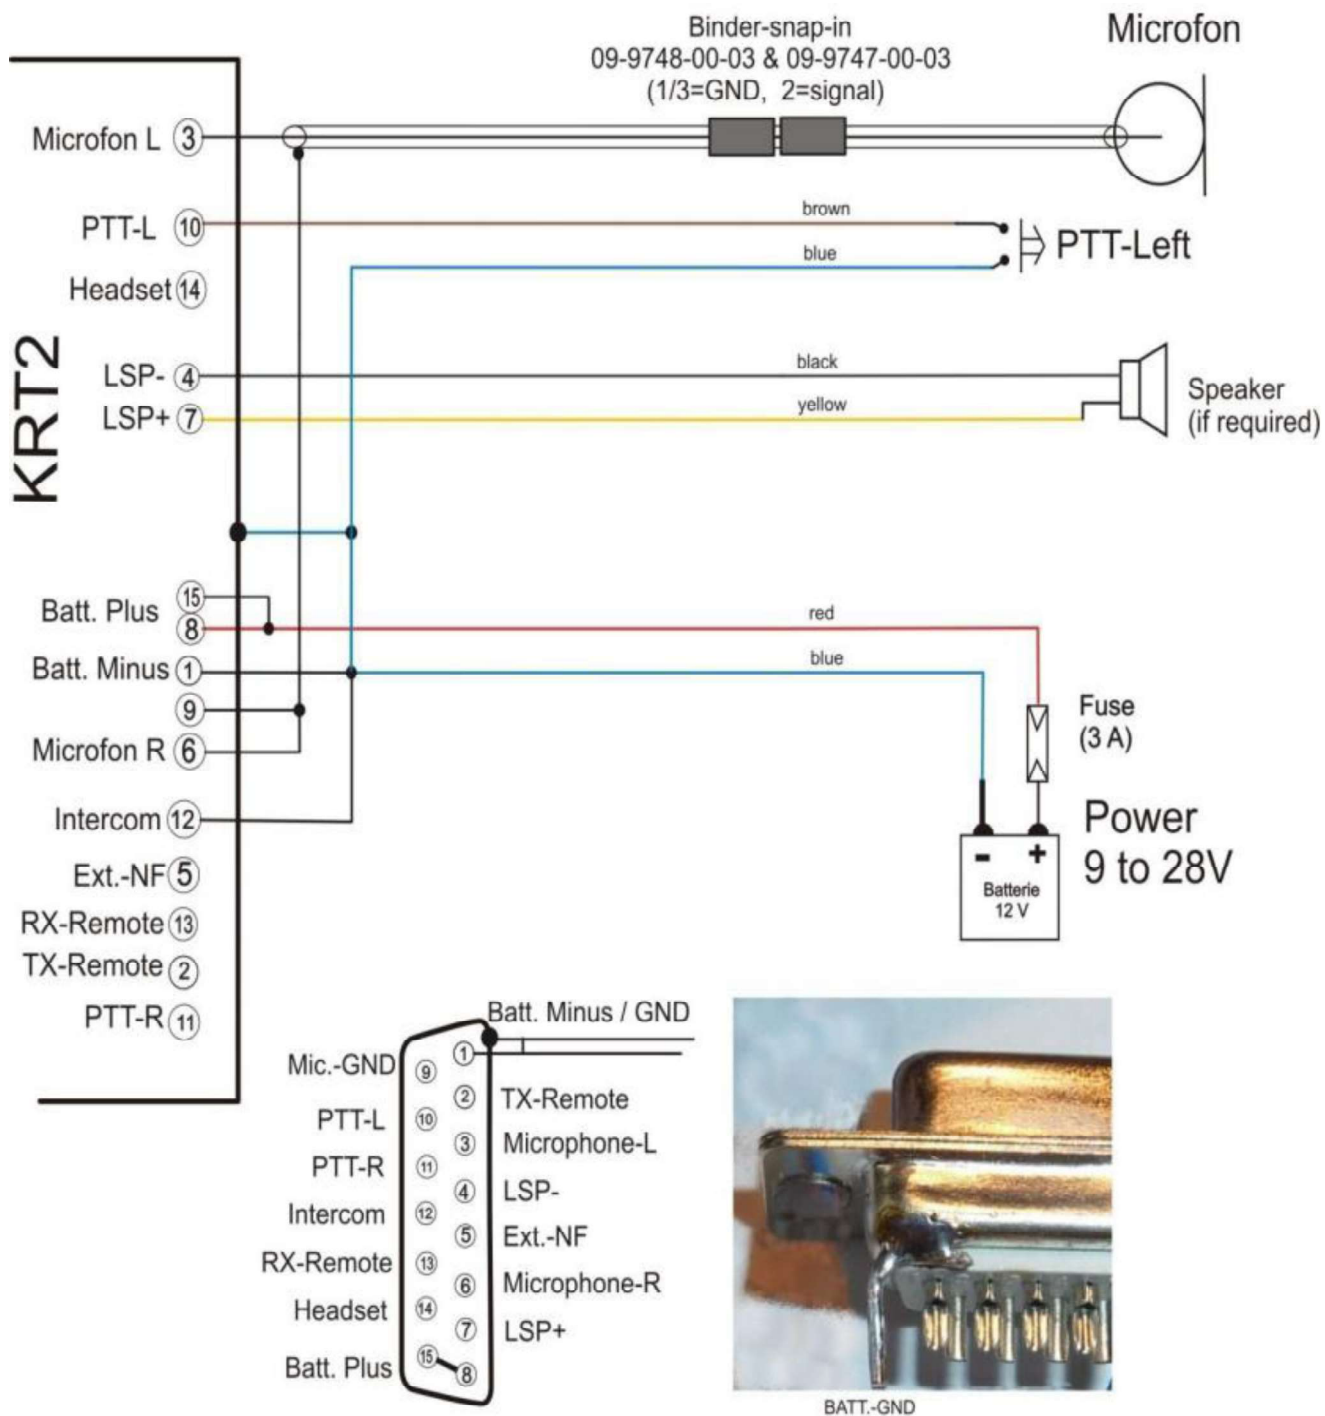 Binder-snap-in
09-9748-00-03 & 09-9747-00-03
(1/3=GND, 2=signal)
Microfon
Microfon L 3
brown
PTT-L 10
blue
PTT-Left
Headset 14
KRT2
black
LSP- 4
Speaker
(if required)
yellow
LSP+ 7
15
Batt. Plus
8
red
Batt. Minus 1
blue
9
Fuse
(3 A)
Microfon R 6
Intercom 12
Power
9 to 28V
- +
Batterie
12 V
Ext.-NF 5
RX-Remote 13
TX-Remote 2
PTT-R 11
Batt. Minus / GND
1
Mic.-GND 9
2 TX-Remote
PTT-L 10
3 Microphone-L
PTT-R 11
4 LSP-
Intercom 12
5 Ext.-NF
RX-Remote 13
6 Microphone-R
Headset 14
7 LSP+
Batt. Plus 15
8
BATT.-GND